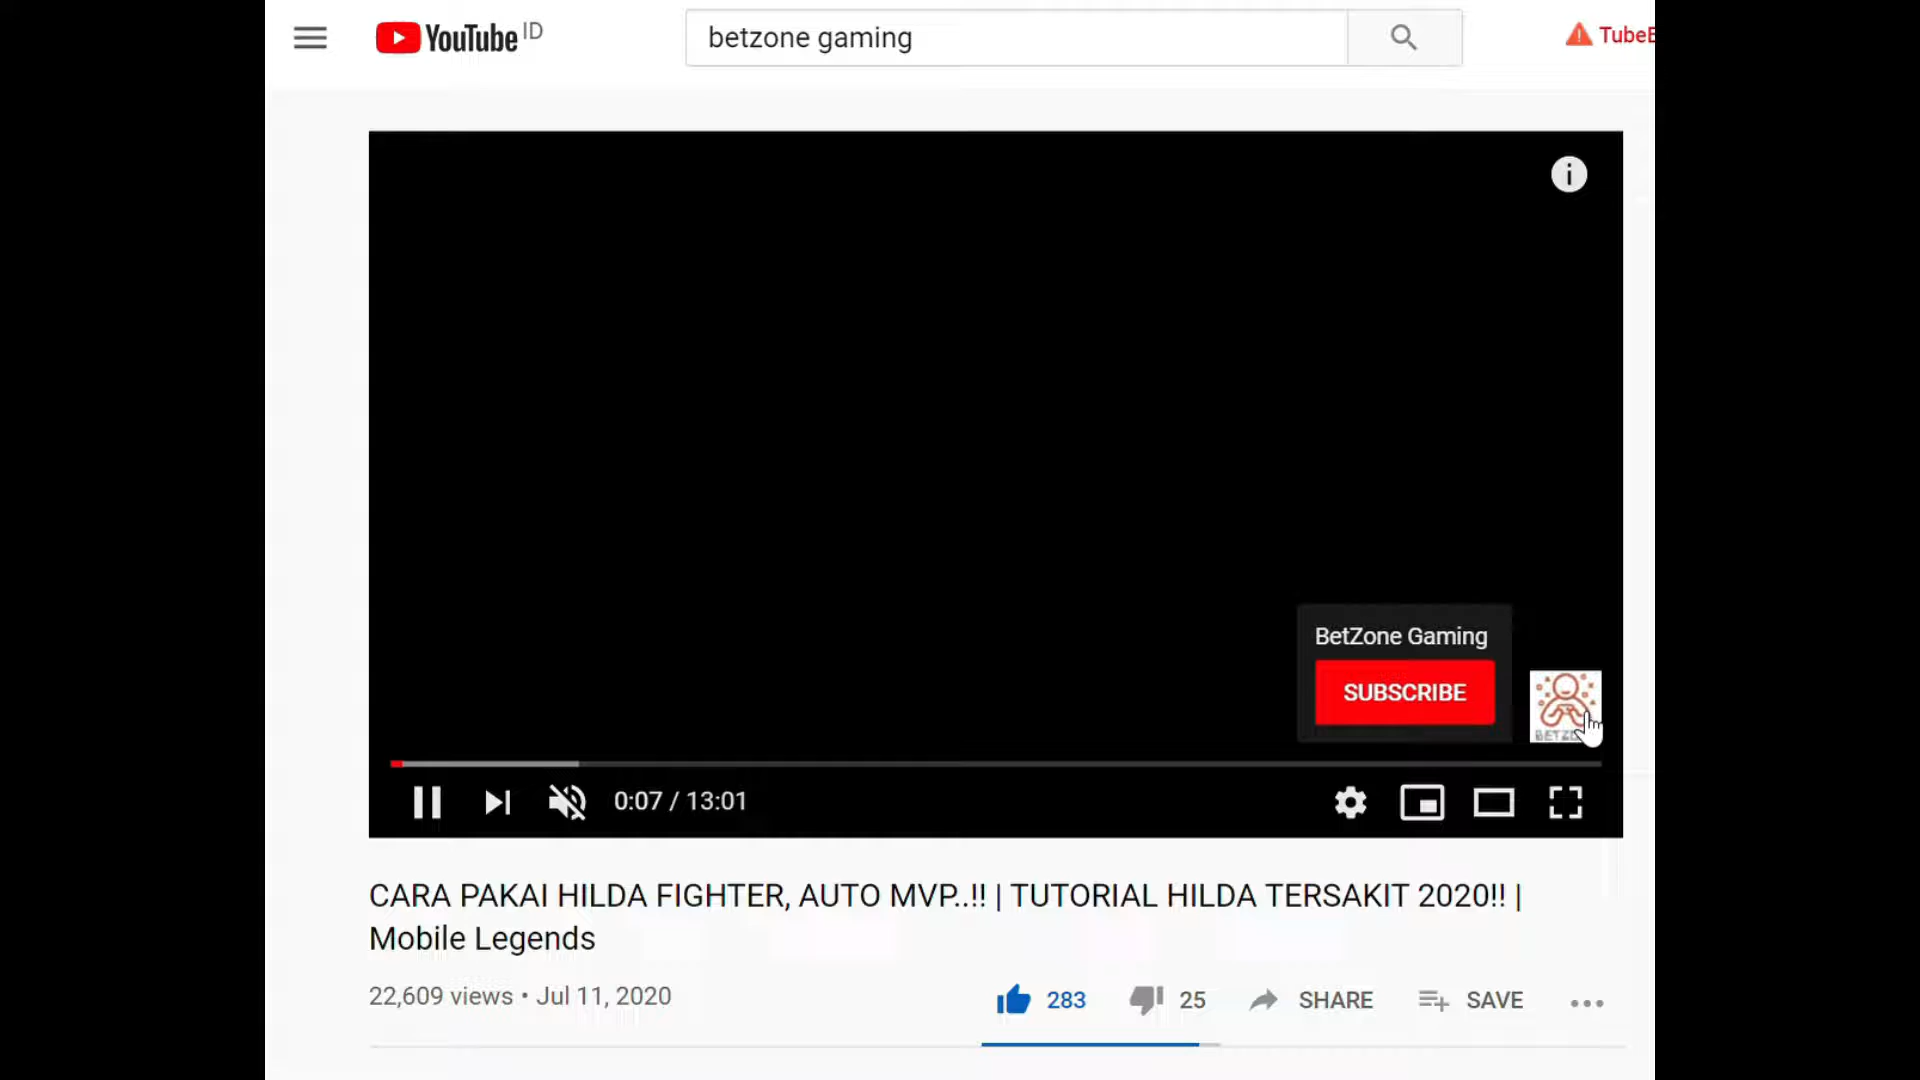 YouTube ID
betzone gaming
BetZone Gaming
SUBSCRIBE
0:07 / 13:01
CARA PAKAI HILDA FIGHTER, AUTO MVP..!! | TUTORIAL HILDA TERSAKIT 2020!! |
Mobile Legends
22,609 views • Jul 11, 2020
283
25
SHARE
SAVE